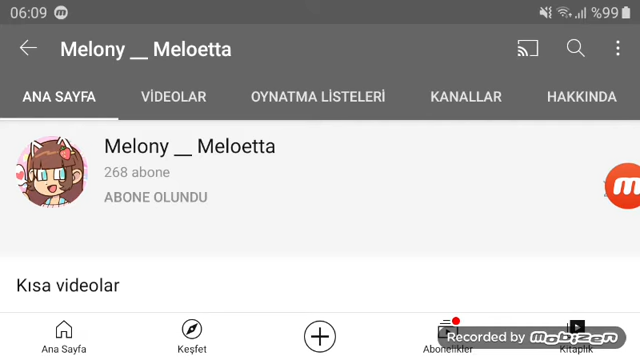 06:09 %99
Melony __ Meloetta
ANA SAYFA VİDEOLAR OYNATMA LİSTELERİ KANALLAR HAKKINDA
Melony __ Meloetta
268 abone
ABONE OLUNDU
Kısa videolar
Ana Sayfa Keşfet Abonelikler Kitaplık
Recorded by mobizen